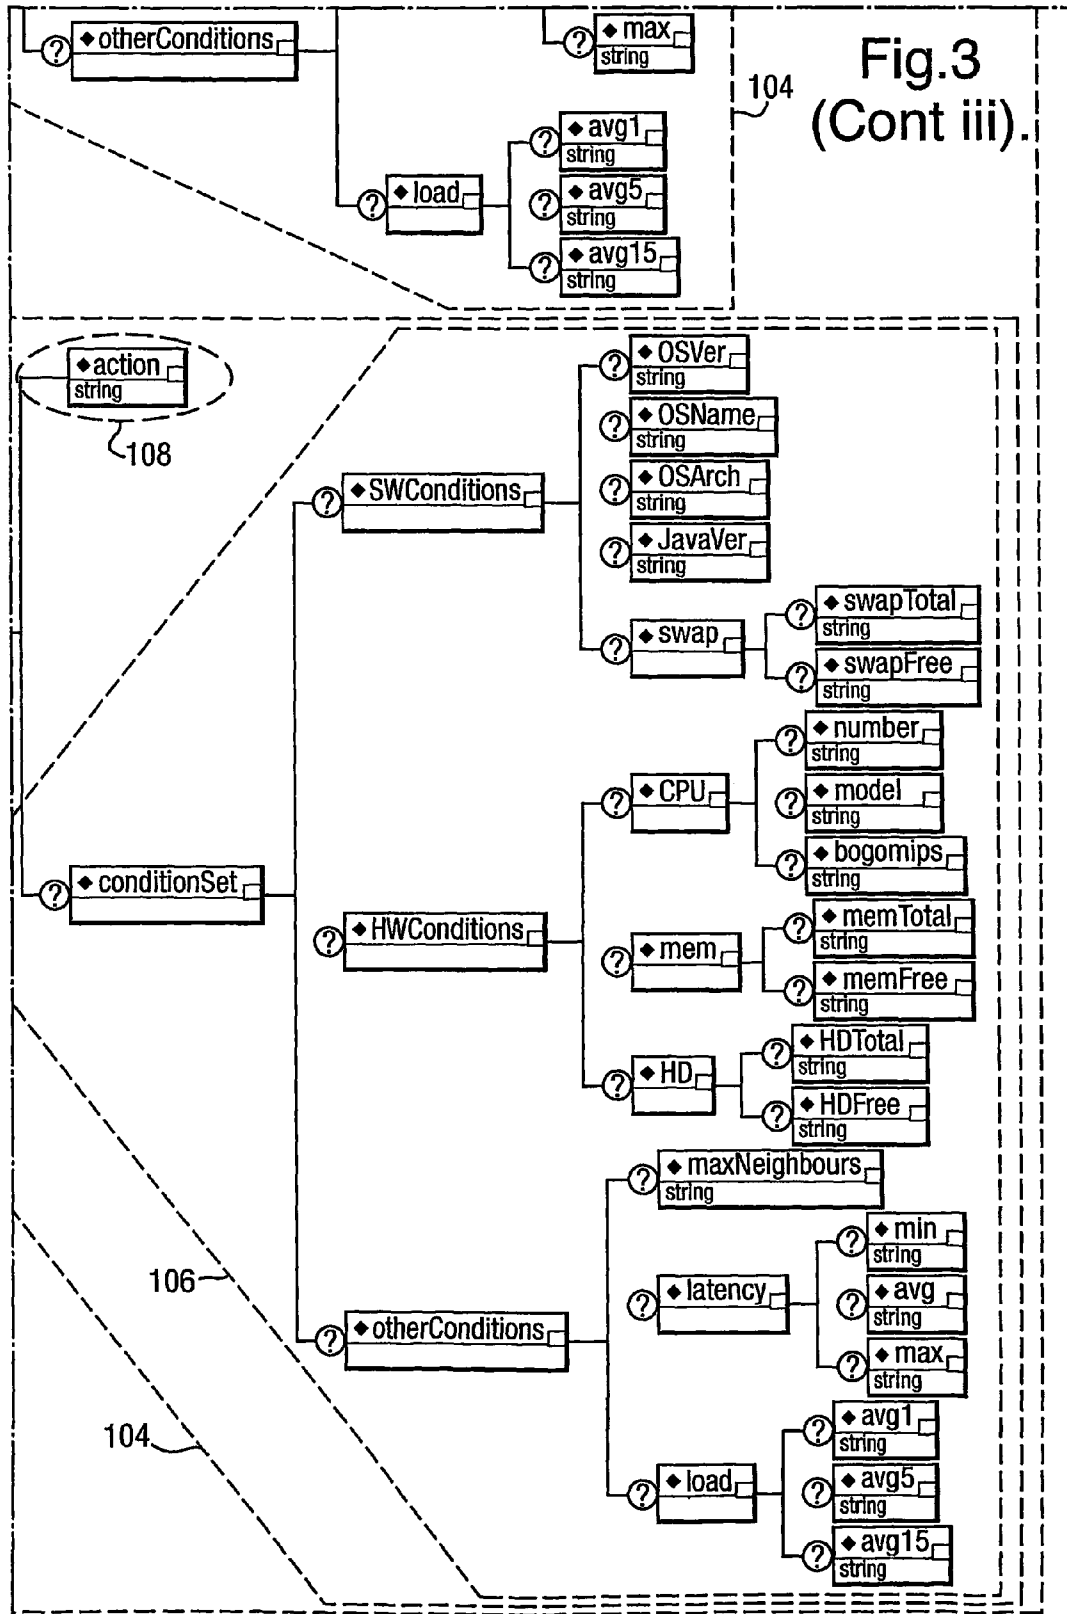 ◆ otherConditions
?
? ◆ max
string
Fig.3
(Cont iii).
104
? ◆ avg1
string
? ◆ load
? ◆ avg5
string
? ◆ avg15
string
◆ action
string
108
? ◆ OSVer
string
? ◆ OSName
string
? ◆ SWConditions
? ◆ OSArch
string
? ◆ JavaVer
string
? ◆ swap
? ◆ swapTotal
string
? ◆ swapFree
string
? ◆ number
string
? ◆ CPU
? ◆ model
string
? ◆ bogomips
string
? ◆ conditionSet
? ◆ HWConditions
? ◆ mem
? ◆ memTotal
string
? ◆ memFree
string
? ◆ HD
? ◆ HDTotal
string
? ◆ HDFree
string
? ◆ maxNeighbours
string
? ◆ min
string
106
? ◆ latency
? ◆ avg
string
? ◆ otherConditions
? ◆ max
string
104
? ◆ avg1
string
? ◆ load
? ◆ avg5
string
? ◆ avg15
string